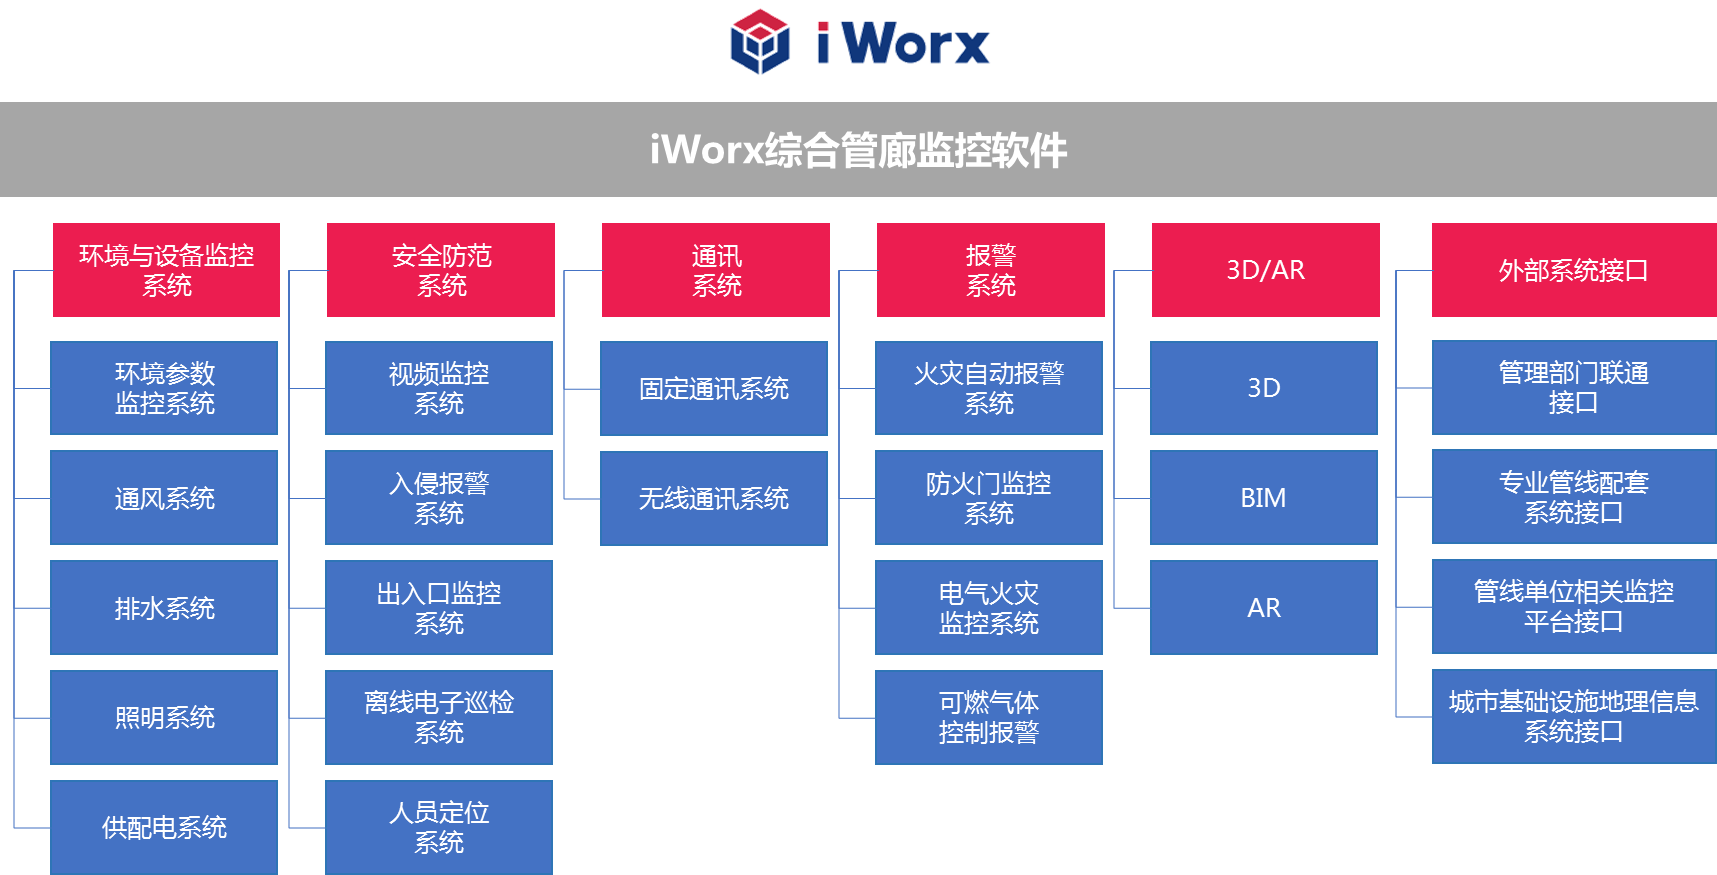 iWorx
iWorx综合管廊监控软件
环境与设备监控
系统
环境参数
监控系统
通风系统
排水系统
照明系统
供配电系统
安全防范
系统
视频监控
系统
入侵报警
系统
出入口监控
系统
离线电子巡检
系统
人员定位
系统
通讯
系统
固定通讯系统
无线通讯系统
报警
系统
火灾自动报警
系统
防火门监控
系统
电气火灾
监控系统
可燃气体
控制报警
3D/AR
3D
BIM
AR
外部系统接口
管理部门联通
接口
专业管线配套
系统接口
管线单位相关监控
平台接口
城市基础设施地理信息
系统接口